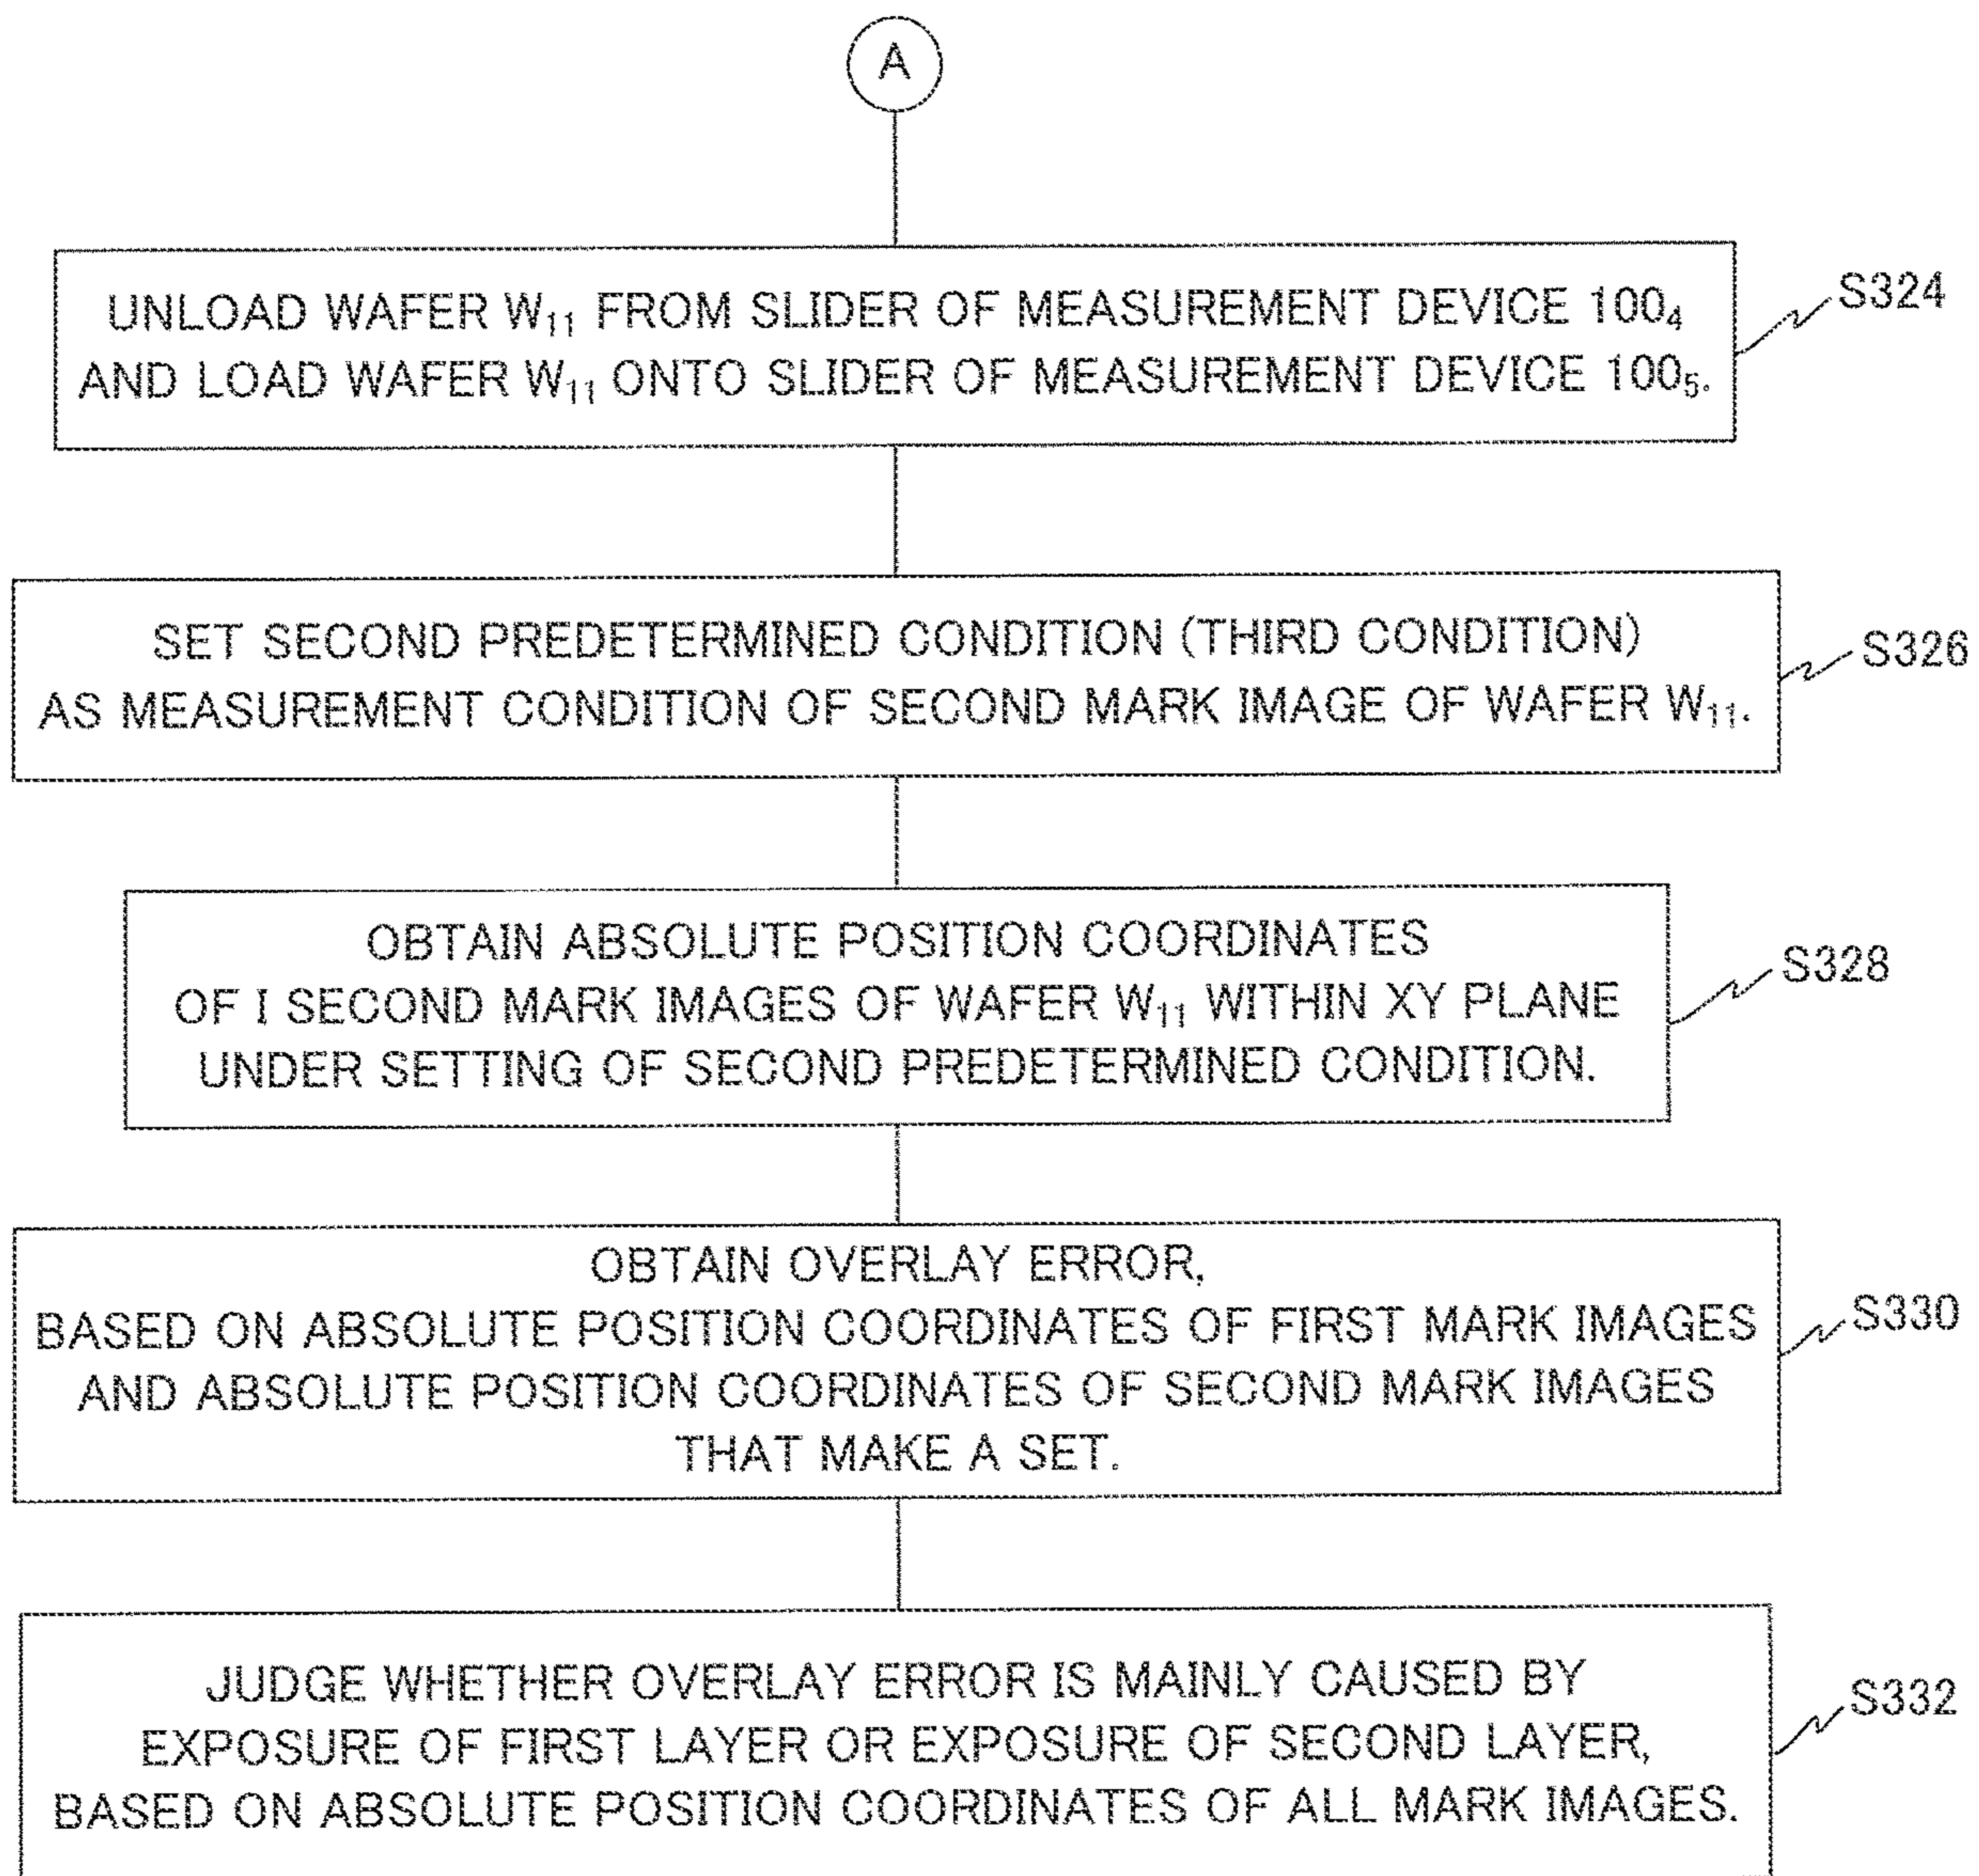 A
UNLOAD WAFER W₁₁ FROM SLIDER OF MEASUREMENT DEVICE 100₄
AND LOAD WAFER W₁₁ ONTO SLIDER OF MEASUREMENT DEVICE 100₅.
S324
SET SECOND PREDETERMINED CONDITION (THIRD CONDITION)
AS MEASUREMENT CONDITION OF SECOND MARK IMAGE OF WAFER W₁₁.
S326
OBTAIN ABSOLUTE POSITION COORDINATES
OF I SECOND MARK IMAGES OF WAFER W₁₁ WITHIN XY PLANE
UNDER SETTING OF SECOND PREDETERMINED CONDITION.
S328
OBTAIN OVERLAY ERROR,
BASED ON ABSOLUTE POSITION COORDINATES OF FIRST MARK IMAGES
AND ABSOLUTE POSITION COORDINATES OF SECOND MARK IMAGES
THAT MAKE A SET.
S330
JUDGE WHETHER OVERLAY ERROR IS MAINLY CAUSED BY
EXPOSURE OF FIRST LAYER OR EXPOSURE OF SECOND LAYER,
BASED ON ABSOLUTE POSITION COORDINATES OF ALL MARK IMAGES.
S332